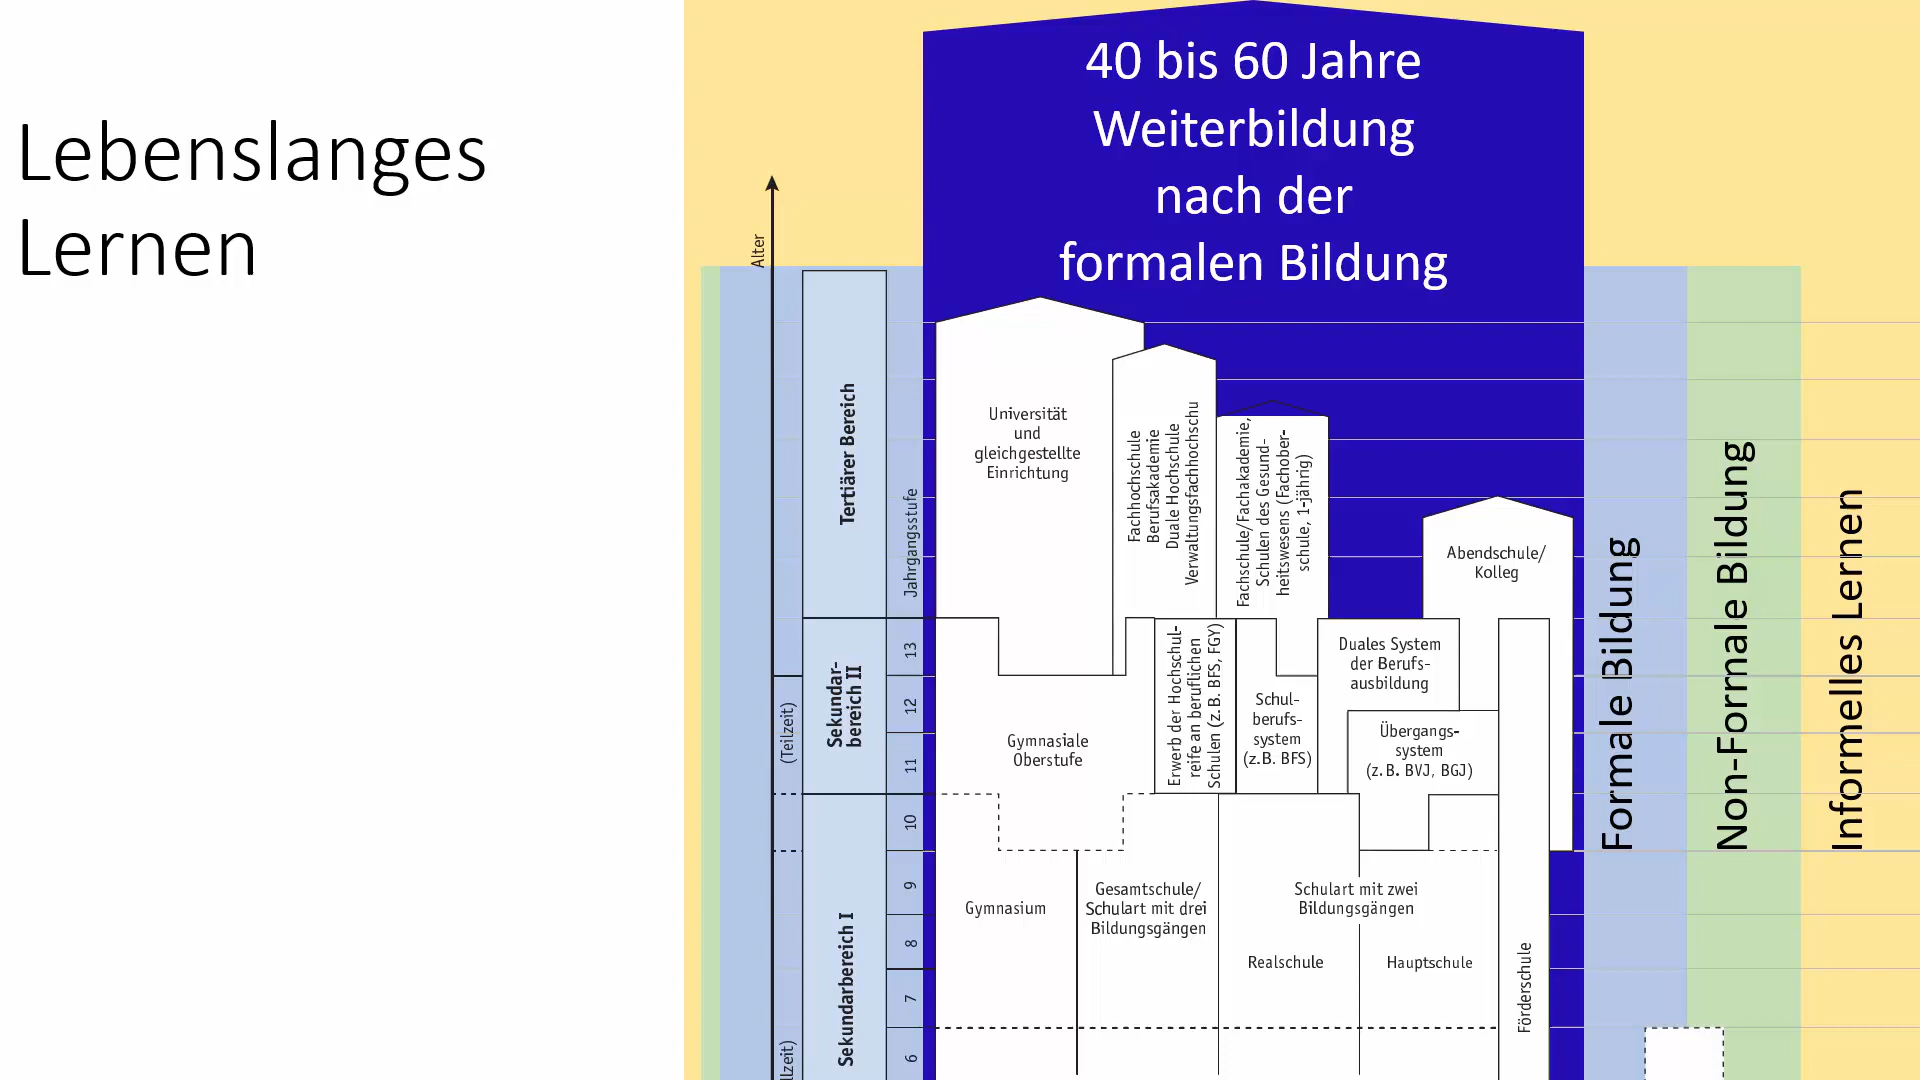 Lebenslanges
Lernen
40 bis 60 Jahre
Weiterbildung
nach der
formalen Bildung
Alter
Tertiärer Bereich
Jahrgangsstufe
Universität
und
gleichgestellte
Einrichtung
Fachhochschule
Berufsakademie
Duale Hochschule
Verwaltungsfachhochschu
Fachschule/Fachakademie,
Schulen des Gesund-
heitswesens (Fachober-
schule, 1-jährig)
Abendschule/
Kolleg
Formale Bildung
Non-Formale Bildung
Informelles Lernen
(Teilzeit)
Sekundar-
bereich II
13
12
11
Gymnasiale
Oberstufe
Erwerb der Hochschul-
reife an beruflichen
Schulen (z.B. BFS, FGY)
Schul-
berufs-
system
(z.B. BFS)
Duales System
der Berufs-
ausbildung
Übergangs-
system
(z.B. BVJ, BGJ)
llzeit)
Sekundarbereich I
10
9
8
7
6
Gymnasium
Gesamtschule/
Schulart mit drei
Bildungsgängen
Schulart mit zwei
Bildungsgängen
Realschule
Hauptschule
Förderschule